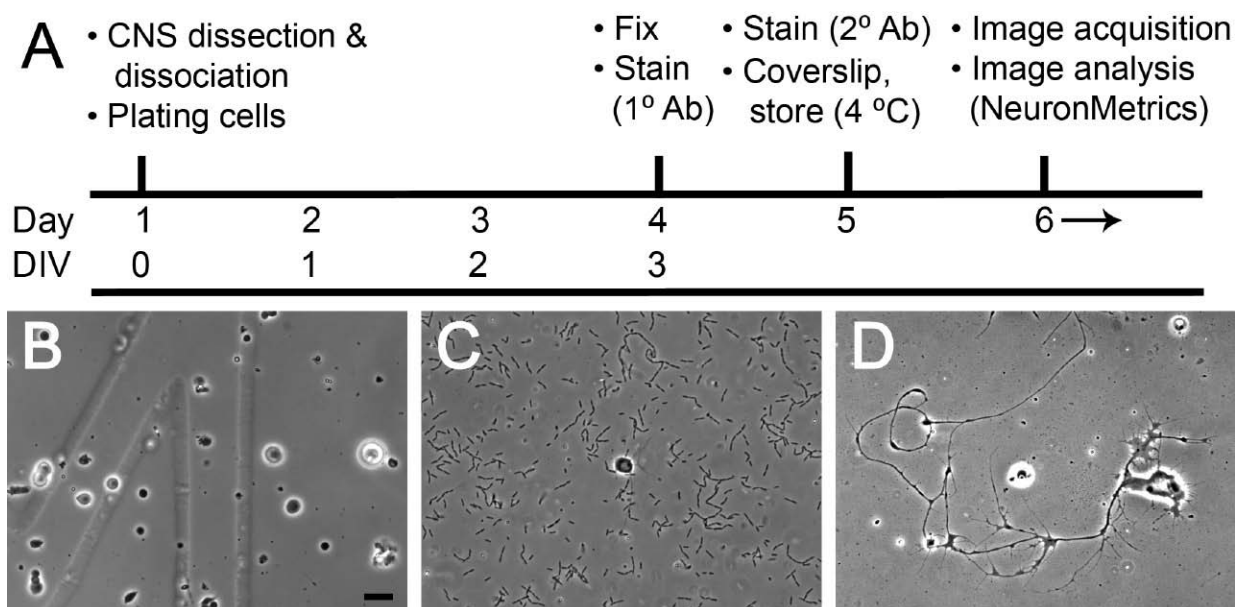 A
• CNS dissection &
dissociation
• Plating cells
• Fix
• Stain
(1º Ab)
• Stain (2º Ab)
• Coverslip,
store (4 ºC)
• Image acquisition
• Image analysis
(NeuronMetrics)
Day 1 2 3 4 5 6
DIV 0 1 2 3
B C D